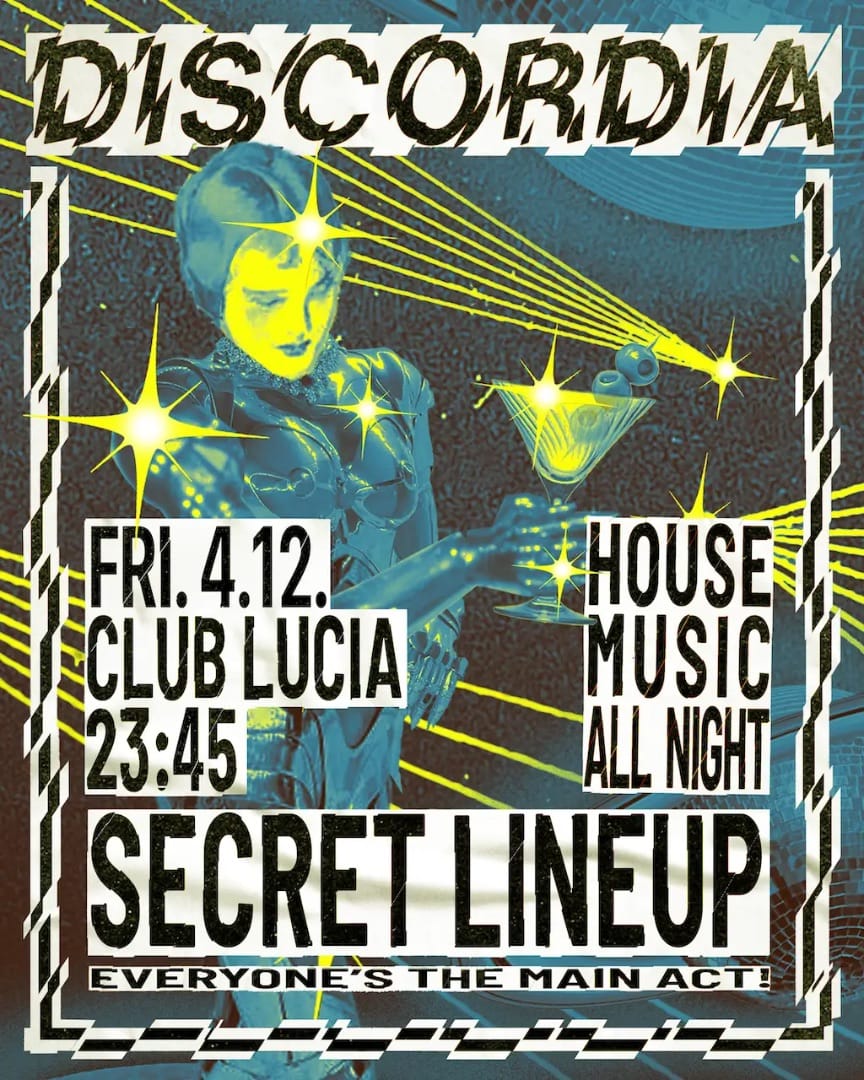 DISCORDIA
FRI. 4.12.
CLUB LUCIA
23:45
HOUSE
MUSIC
ALL NIGHT
SECRET LINEUP
EVERYONE'S THE MAIN ACT!